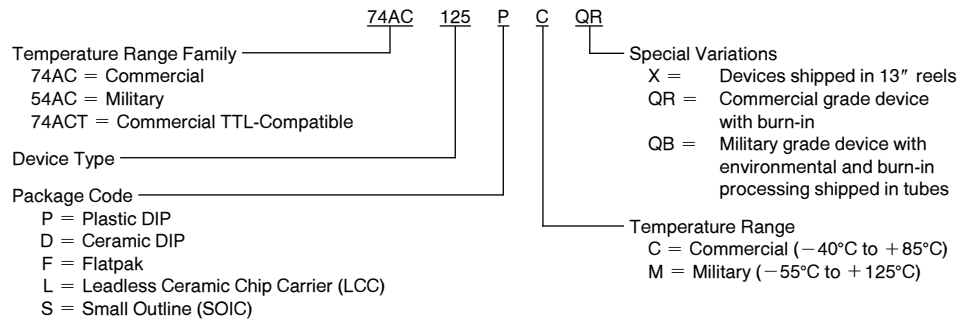 74AC 125 P C QR
Temperature Range Family
74AC = Commercial
54AC = Military
74ACT = Commercial TTL-Compatible
Device Type
Package Code
P = Plastic DIP
D = Ceramic DIP
F = Flatpak
L = Leadless Ceramic Chip Carrier (LCC)
S = Small Outline (SOIC)
Special Variations
X = Devices shipped in 13″ reels
QR = Commercial grade device
with burn-in
QB = Military grade device with
environmental and burn-in
processing shipped in tubes
Temperature Range
C = Commercial (−40°C to +85°C)
M = Military (−55°C to +125°C)